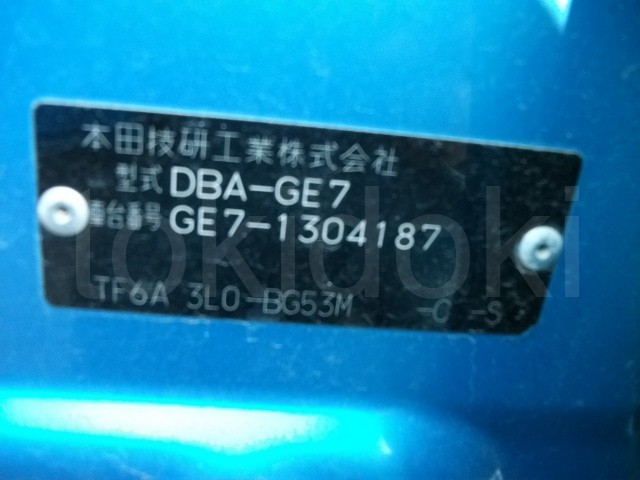 本田技研工業株式会社
型式 DBA-GE7
車台番号 GE7-1304187
TF6A 3L0-BG53M -C -S
tokidoki